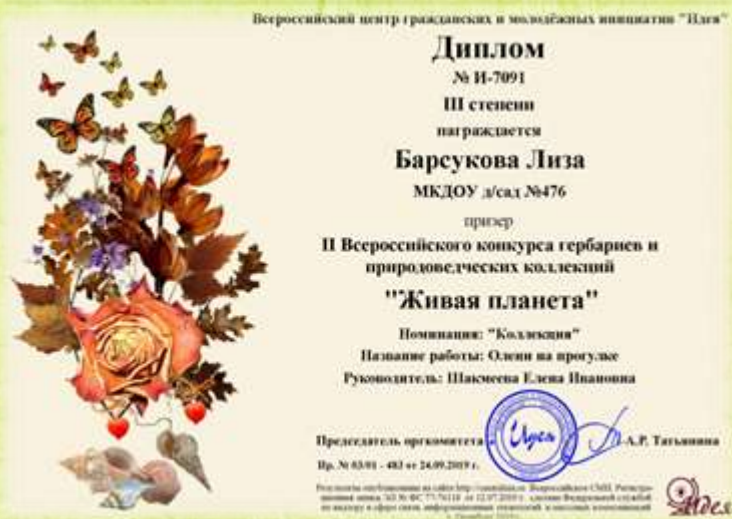 Всероссийский центр гражданских и молодёжных инициатив "Идея"
Диплом
№ И-7091
III степени
награждается
Барсукова Лиза
МКДОУ д/сад №476
призер
II Всероссийского конкурса гербариев и
природоведческих коллекций
"Живая планета"
Номинация: "Коллекция"
Название работы: Олени на прогулке
Руководитель: Шакмеева Елена Ивановна
Председатель оргкомитета
Идея
А.Р. Татьянина
Пр. № 03/01 - 483 от 24.09.2019 г.
Идея